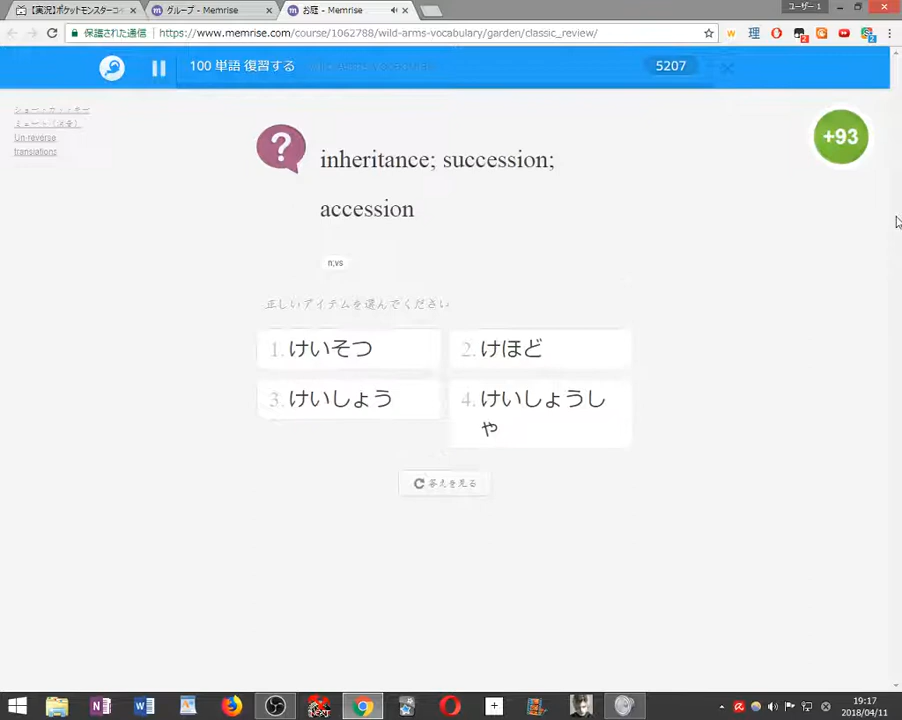 【実況】ポケットモンスターコ
グループ - Memrise
お庭 - Memrise
ユーザー 1
保護された通信
https://www.memrise.com/course/1062788/wild-arms-vocabulary/garden/classic_review/
100 単語 復習する
5207
Un-reverse
translations
+93
inheritance; succession;
accession
n;vs
正しいアイテムを選んでください
1. けいそつ
2. けほど
3. けいしょう
4. けいしょうし
ゃ
答えを見る
19:17
2018/04/11